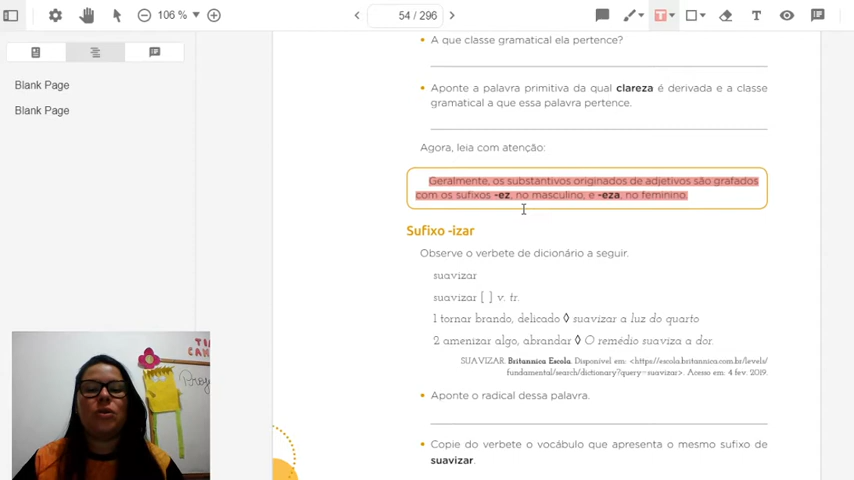 106 %
54 / 296
Blank Page
Blank Page
• A que classe gramatical ela pertence?
• Aponte a palavra primitiva da qual clareza é derivada e a classe
gramatical a que essa palavra pertence.
Agora, leia com atenção:
Geralmente, os substantivos originados de adjetivos são grafados
com os sufixos -ez, no masculino, e -eza, no feminino.
Sufixo -izar
Observe o verbete de dicionário a seguir.
suavizar
suavizar [ ] v. tr.
1 tornar brando, delicado ◊ suavizar a luz do quarto
2 amenizar algo, abrandar ◊ O remédio suaviza a dor.
SUAVIZAR. Britannica Escola. Disponível em: <https://escola.britannica.com.br/levels/
fundamental/search/dictionary?query=suavizar>. Acesso em: 4 fev. 2019.
• Aponte o radical dessa palavra.
• Copie do verbete o vocábulo que apresenta o mesmo sufixo de
suavizar.